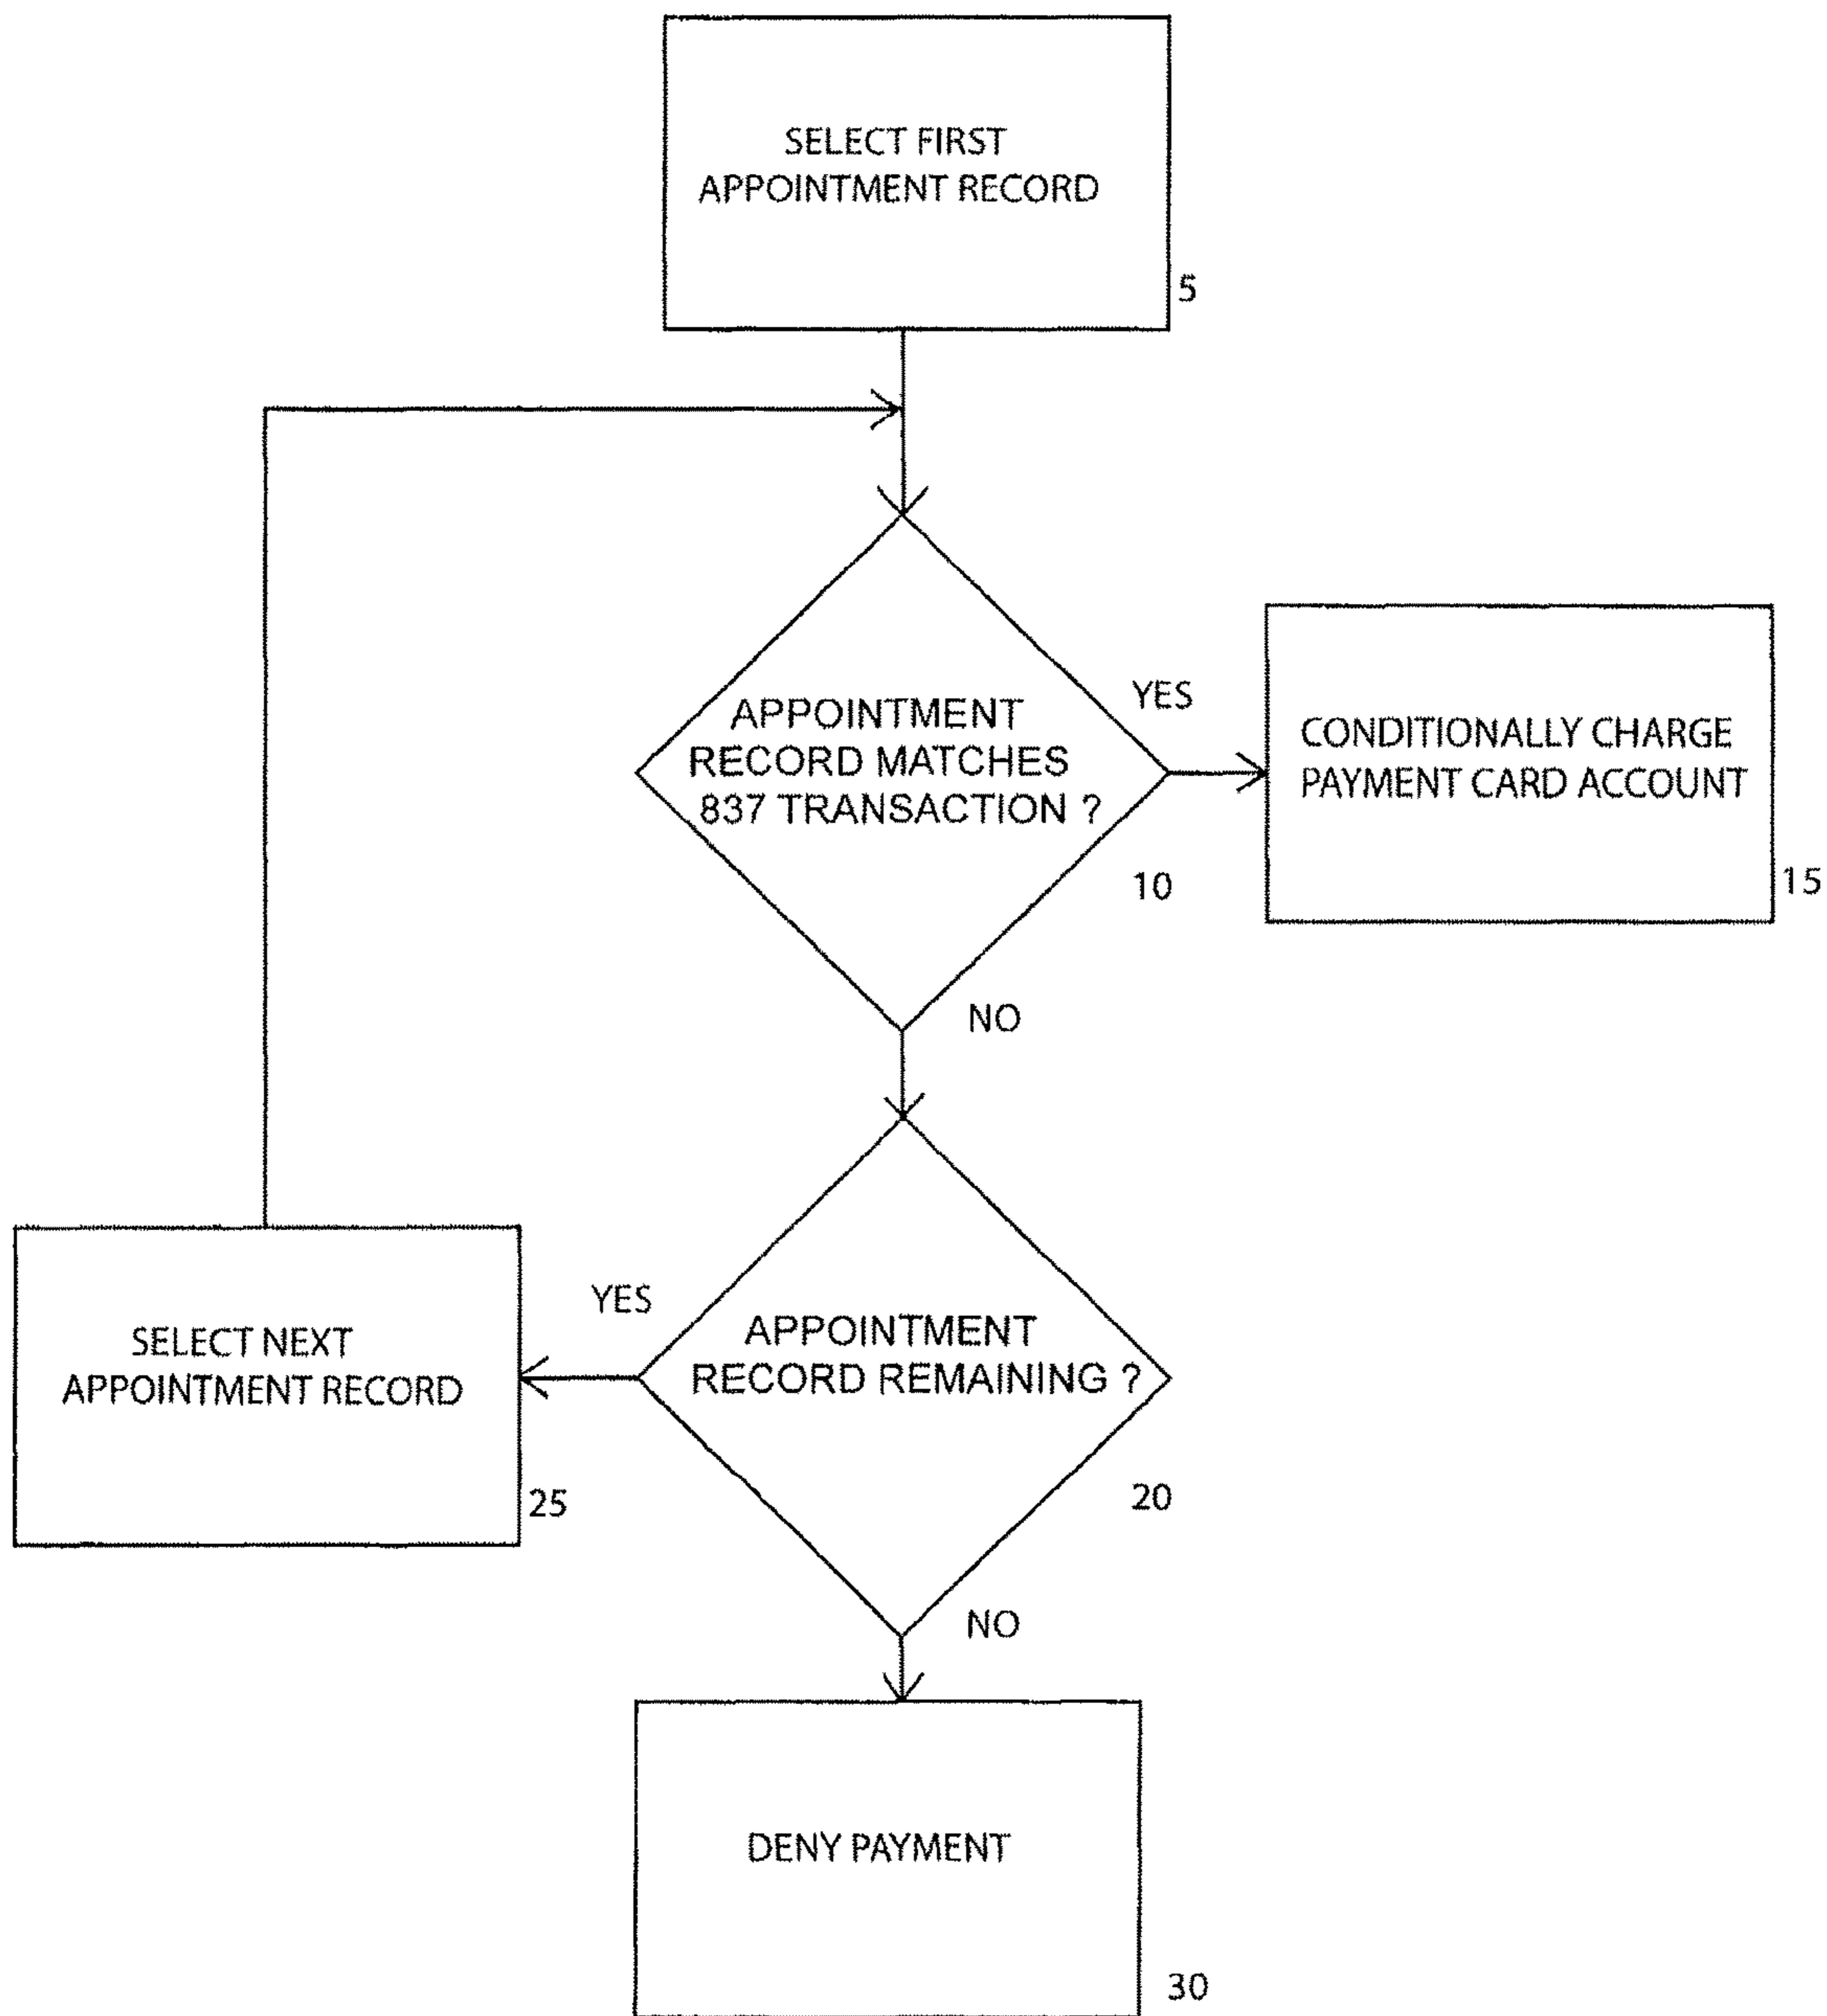 SELECT FIRST
APPOINTMENT RECORD
5
APPOINTMENT
RECORD MATCHES
837 TRANSACTION ?
YES
10
NO
CONDITIONALLY CHARGE
PAYMENT CARD ACCOUNT
15
APPOINTMENT
RECORD REMAINING ?
YES
20
NO
SELECT NEXT
APPOINTMENT RECORD
25
DENY PAYMENT
30